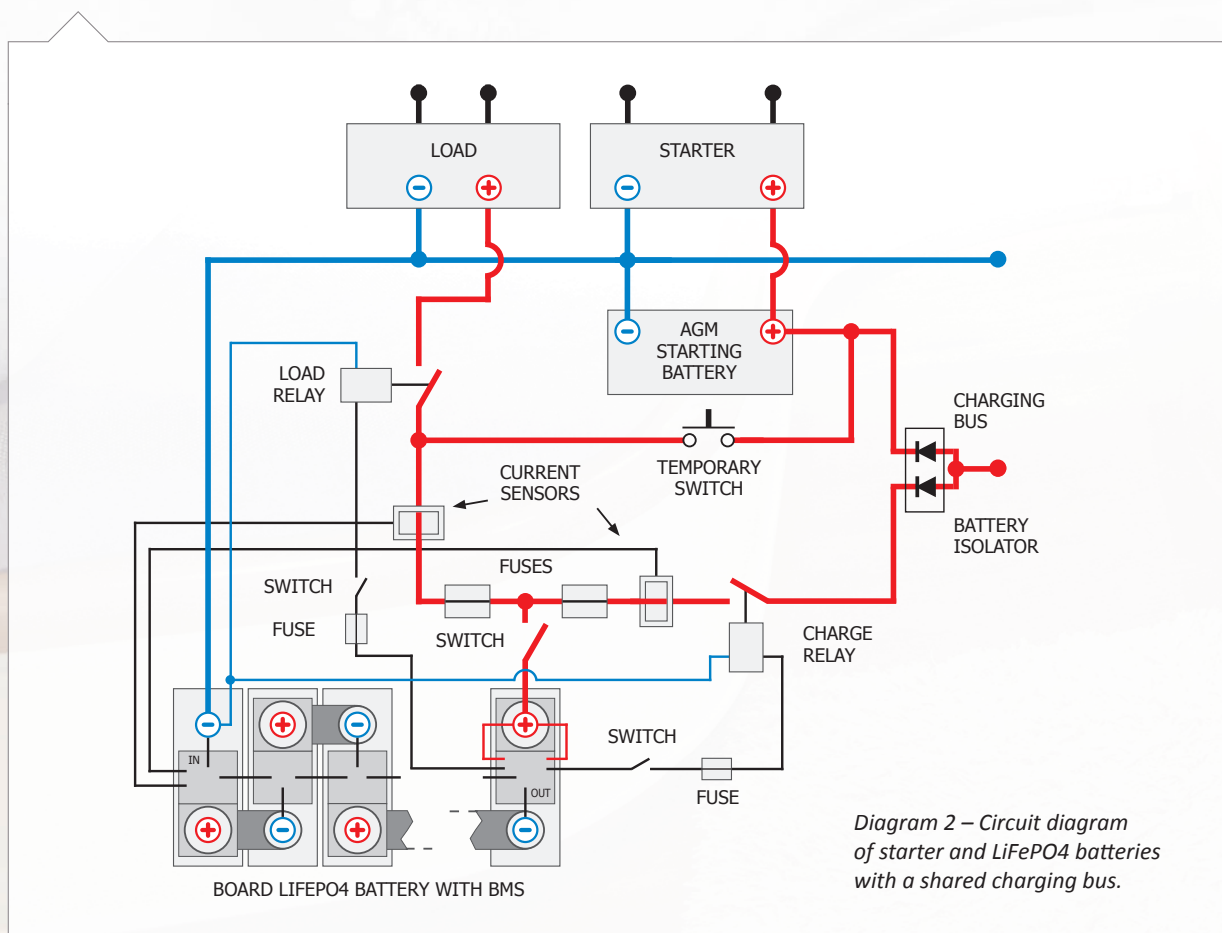 LOAD
STARTER
AGM
STARTING
BATTERY
LOAD
RELAY
CHARGING
BUS
TEMPORARY
SWITCH
CURRENT
SENSORS
BATTERY
ISOLATOR
SWITCH
FUSES
FUSE
SWITCH
CHARGE
RELAY
IN
SWITCH
OUT
FUSE
BOARD LIFEPO4 BATTERY WITH BMS
Diagram 2 – Circuit diagram
of starter and LiFePO4 batteries
with a shared charging bus.